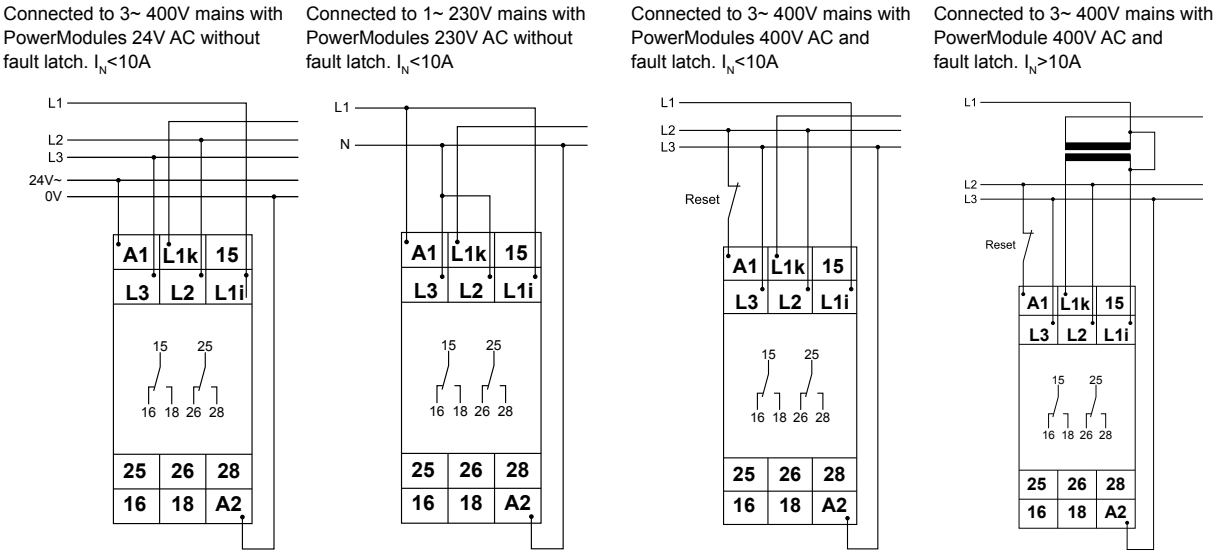 Connected to 3~ 400V mains with
PowerModules 24V AC without
fault latch. I_N<10A
L1
L2
L3
24V~
0V
A1 L1k 15
L3 L2 L1i
15 25
16 18 26 28
25 26 28
16 18 A2
Connected to 1~ 230V mains with
PowerModules 230V AC without
fault latch. I_N<10A
L1
N
A1 L1k 15
L3 L2 L1i
15 25
16 18 26 28
25 26 28
16 18 A2
Connected to 3~ 400V mains with
PowerModules 400V AC and
fault latch. I_N<10A
L1
L2
L3
Reset
A1 L1k 15
L3 L2 L1i
15 25
16 18 26 28
25 26 28
16 18 A2
Connected to 3~ 400V mains with
PowerModule 400V AC and
fault latch. I_N>10A
L1
L2
L3
Reset
A1 L1k 15
L3 L2 L1i
15 25
16 18 26 28
25 26 28
16 18 A2